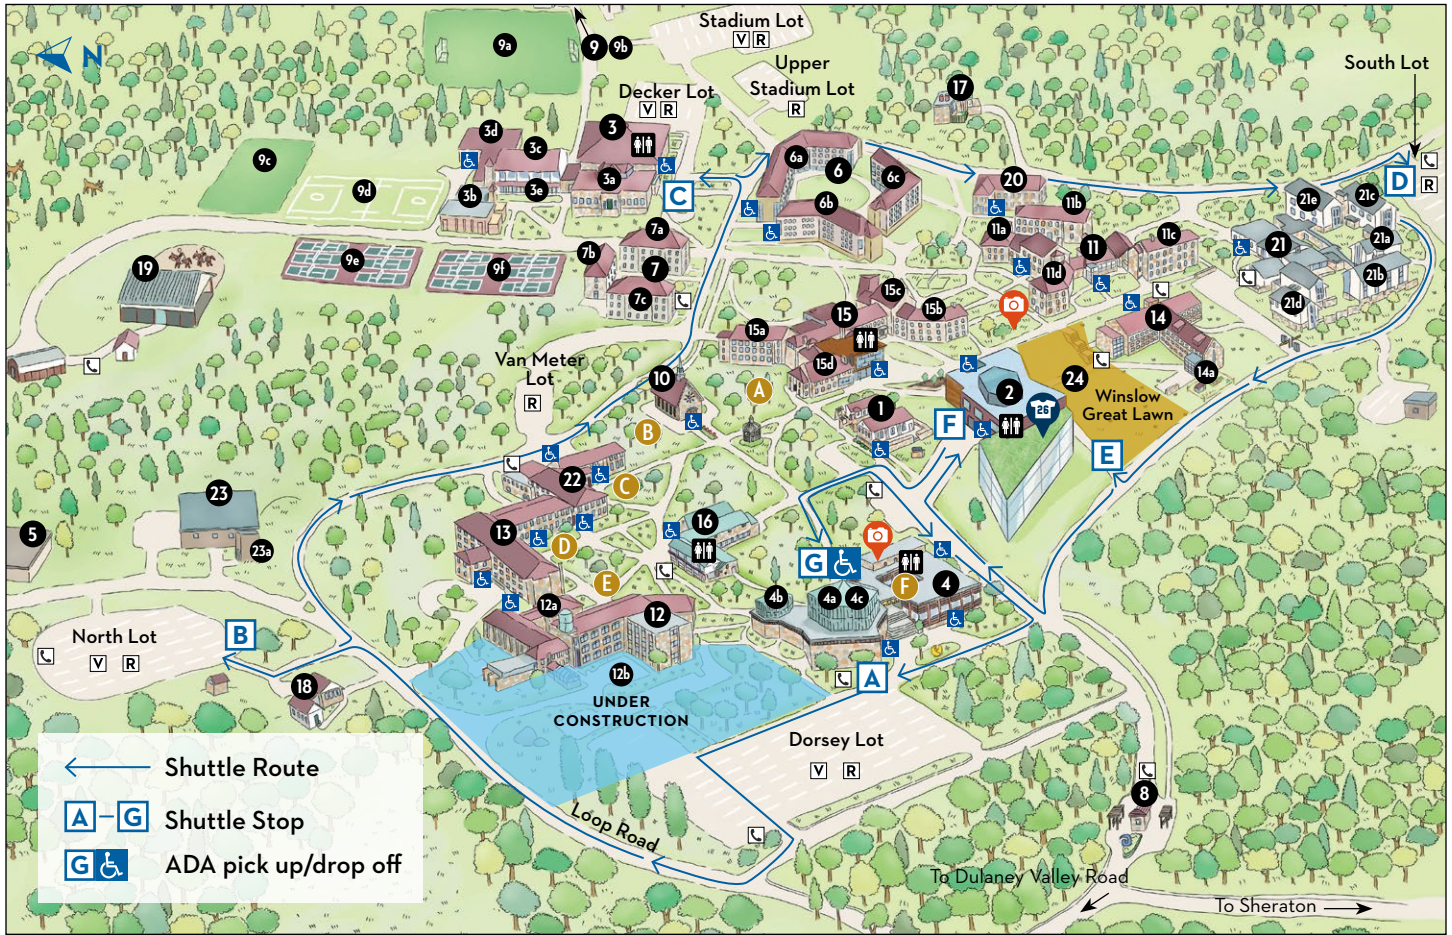 N
9a
9
9b
Stadium Lot
V R
Upper
Stadium Lot
R
Decker Lot
V R
17
South Lot
R
D
3d
3c
3
3a
3e
3b
C
9c
9d
9e
9f
6a
6
6b
6c
20
11b
11a
11
11c
11d
21e
21c
21
21a
21b
21d
19
7a
7b
7
7c
15c
15
15b
15a
15d
14
14a
Van Meter
Lot
R
10
A
B
C
D
E
F
1
2
26
24
Winslow
Great Lawn
F
E
22
13
16
23
23a
5
G
4
4a
4b
4c
12a
12
12b
UNDER
CONSTRUCTION
A
North Lot
V R
B
18
Dorsey Lot
V R
8
Loop Road
To Dulaney Valley Road
To Sheraton
Shuttle Route
A – G Shuttle Stop
G ADA pick up/drop off